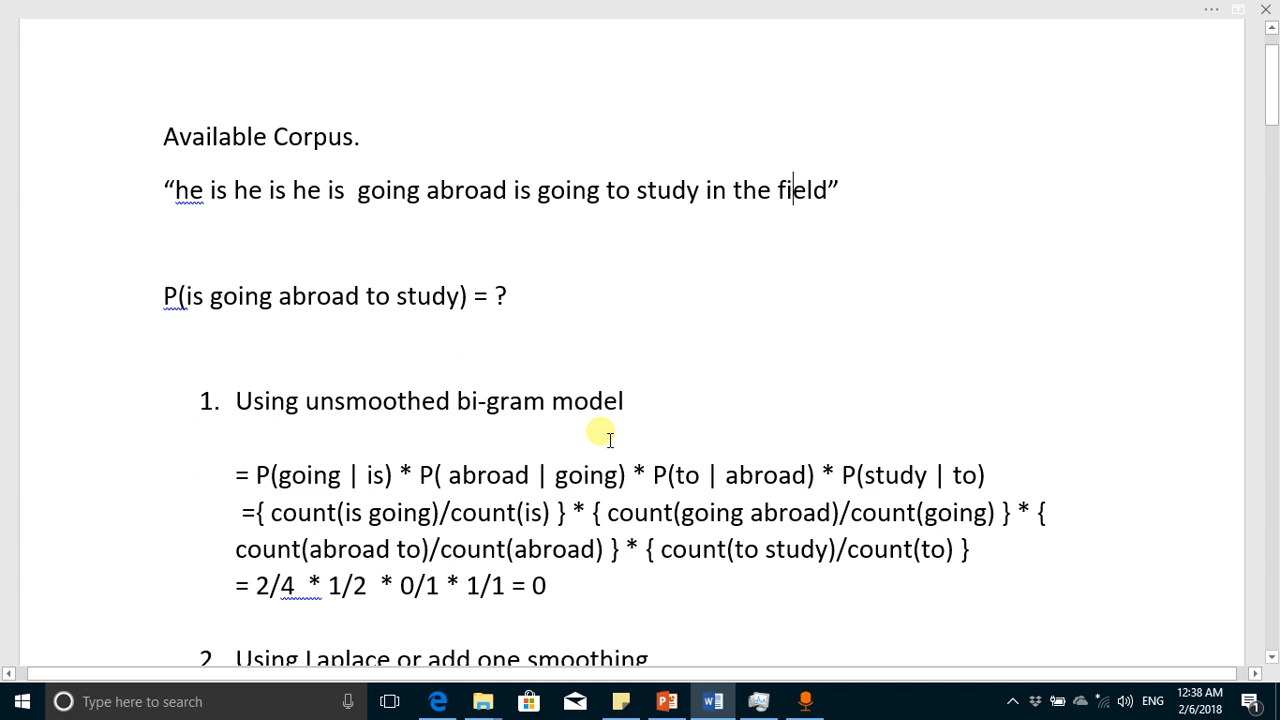 Available Corpus.
“he is he is he is  going abroad is going to study in the field”
P(is going abroad to study) = ?
1. Using unsmoothed bi-gram model
= P(going | is) * P( abroad | going) * P(to | abroad) * P(study | to)
={ count(is going)/count(is) } * { count(going abroad)/count(going) } * {
count(abroad to)/count(abroad) } * { count(to study)/count(to) }
= 2/4  * 1/2  * 0/1 * 1/1 = 0
2. Using Laplace or add one smoothing
Type here to search
ENG
12:38 AM
2/6/2018
1